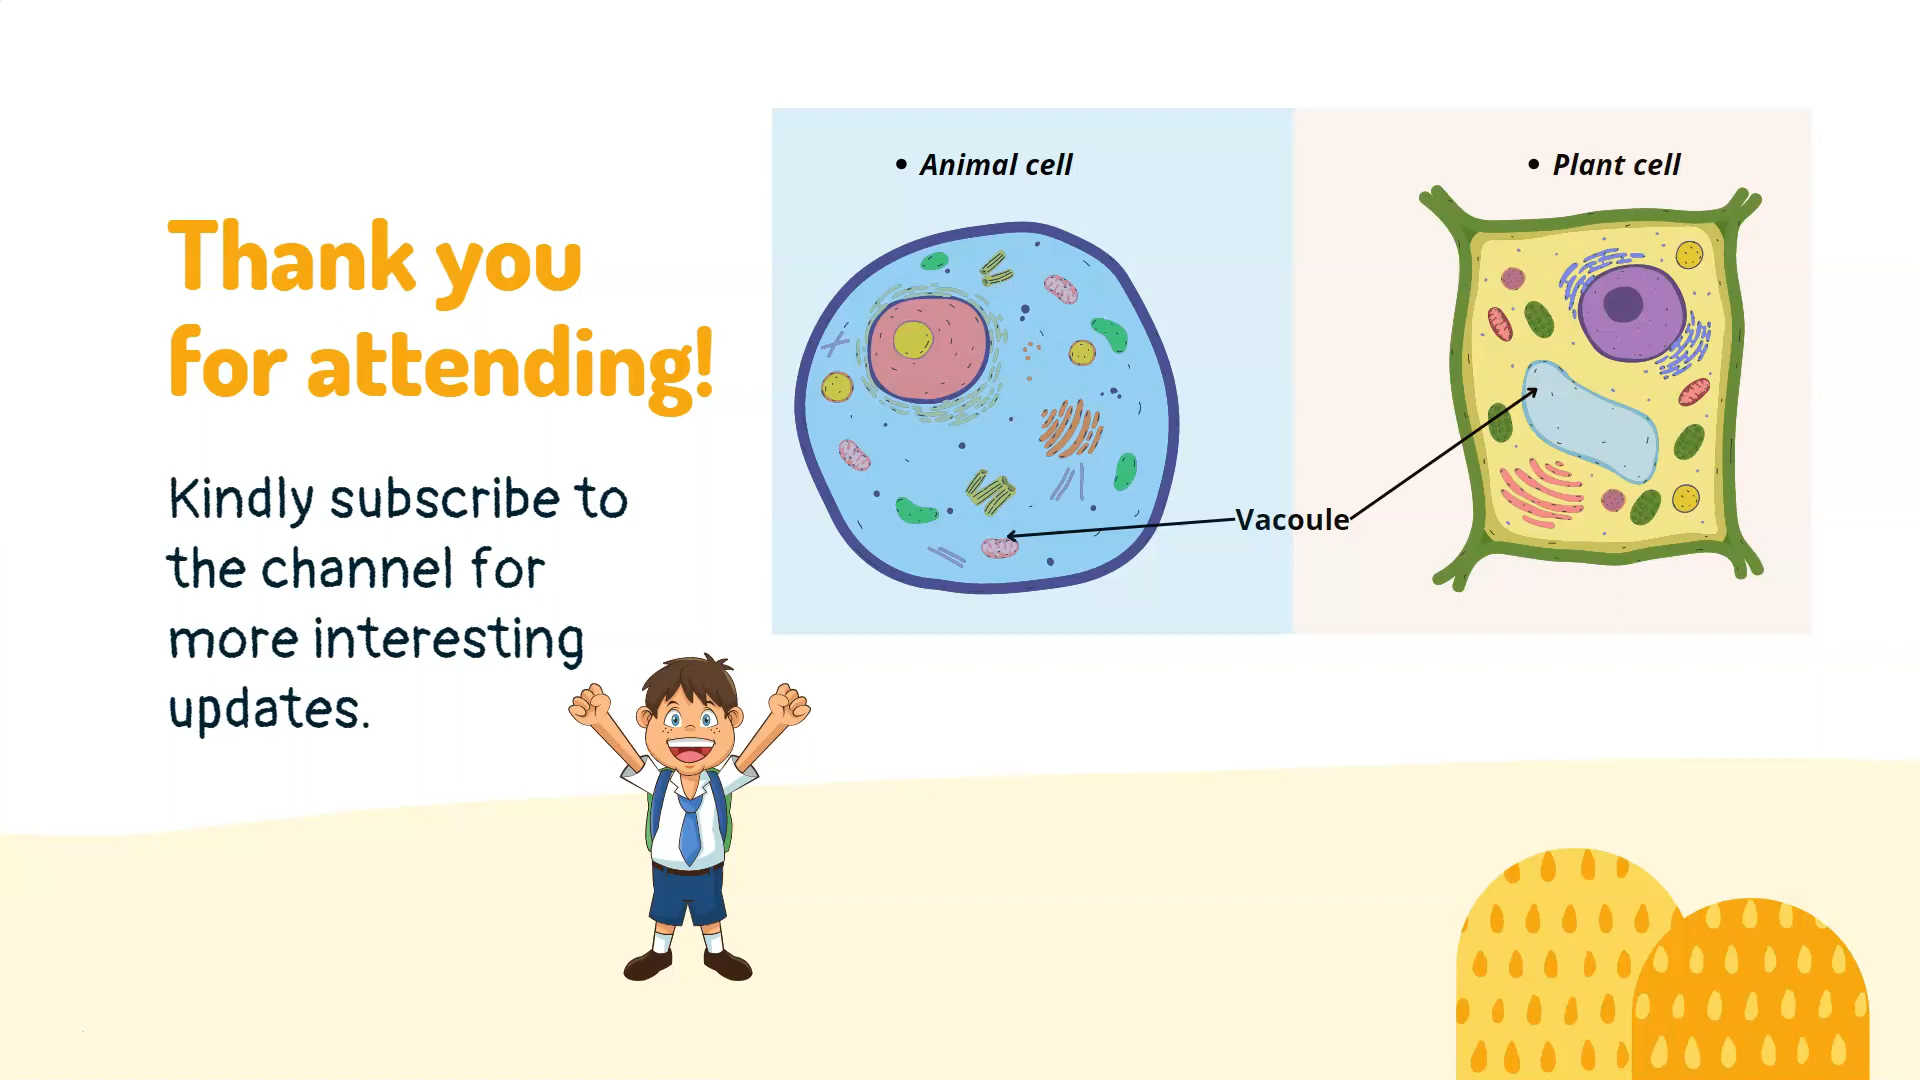 Thank you
for attending!
Kindly subscribe to
the channel for
more interesting
updates.
• Animal cell
• Plant cell
Vacoule